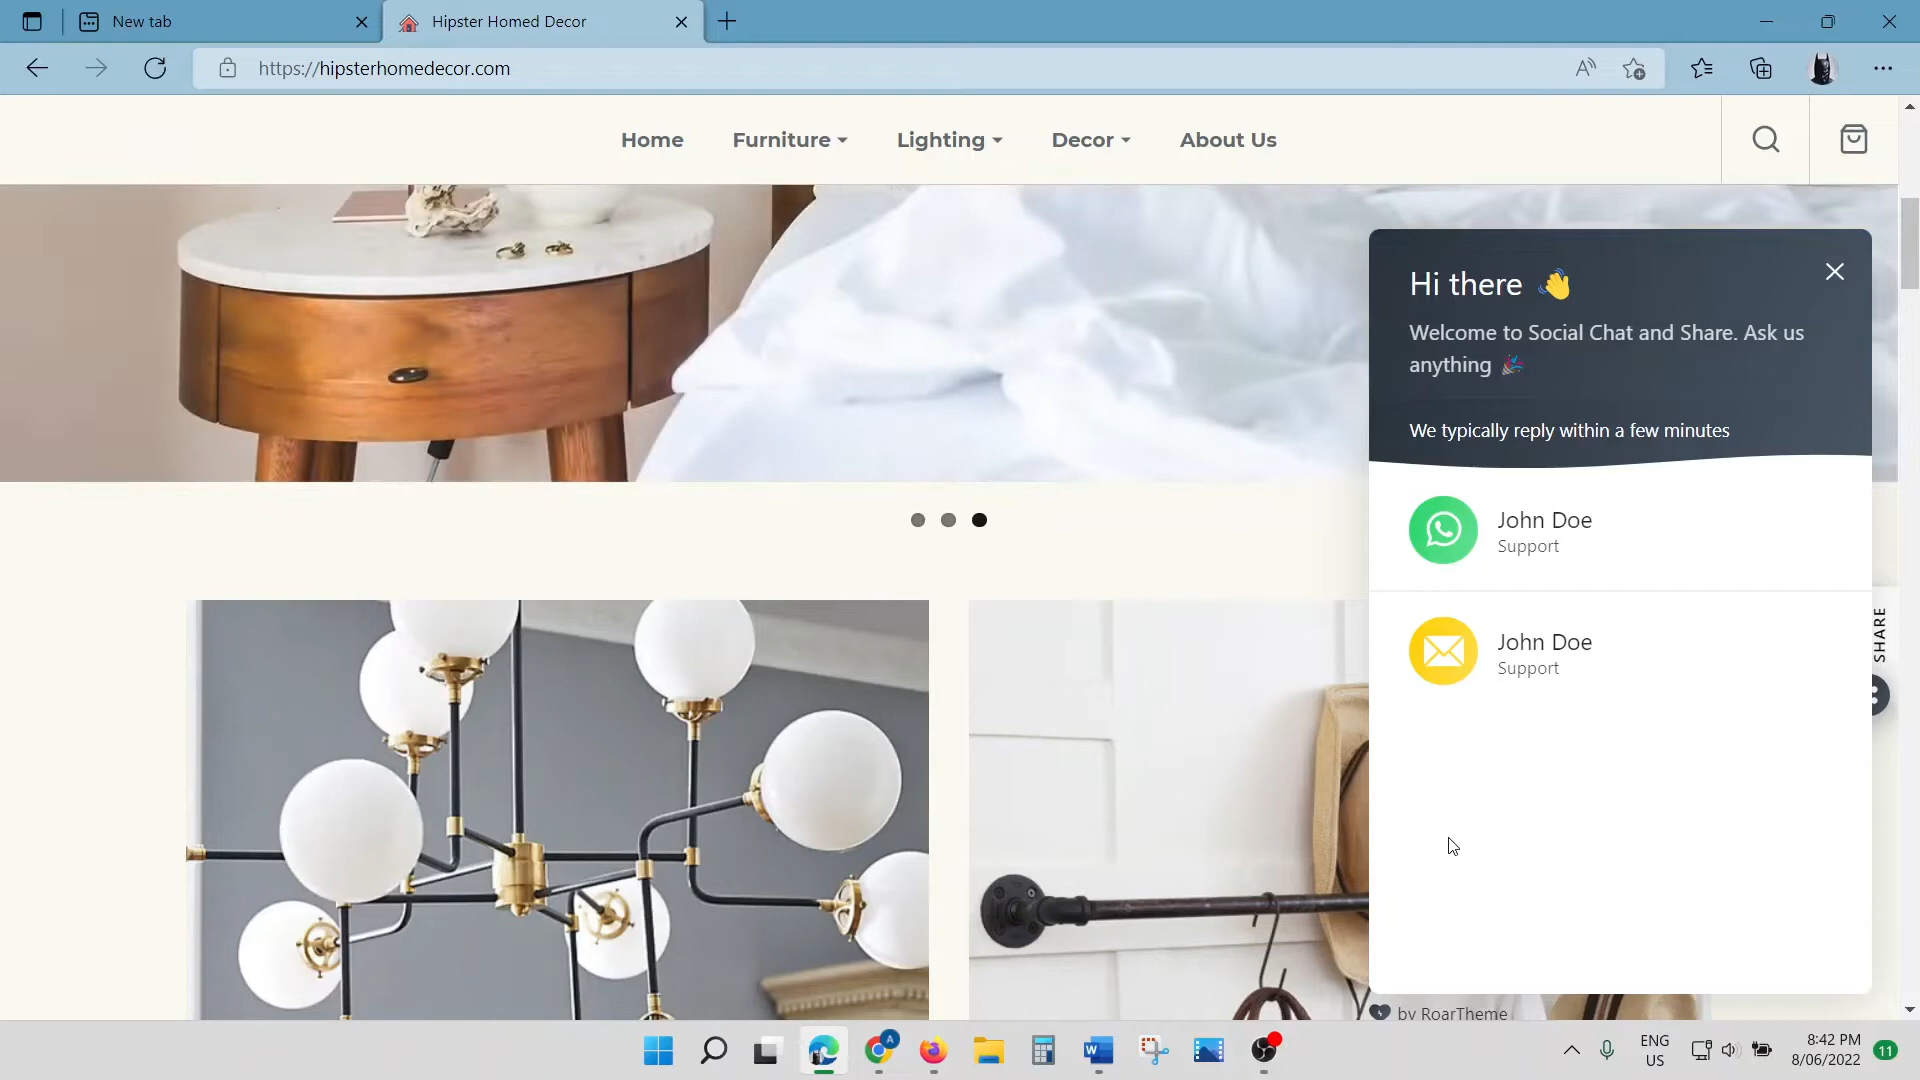 New tab
Hipster Homed Decor
https://hipsterhomedecor.com
Home
Furniture
Lighting
Decor
About Us
Hi there 👋
Welcome to Social Chat and Share. Ask us
anything 🎉
We typically reply within a few minutes
John Doe
Support
John Doe
Support
SHARE
by RoarTheme
A
W
ENG
US
8:42 PM
8/06/2022
11